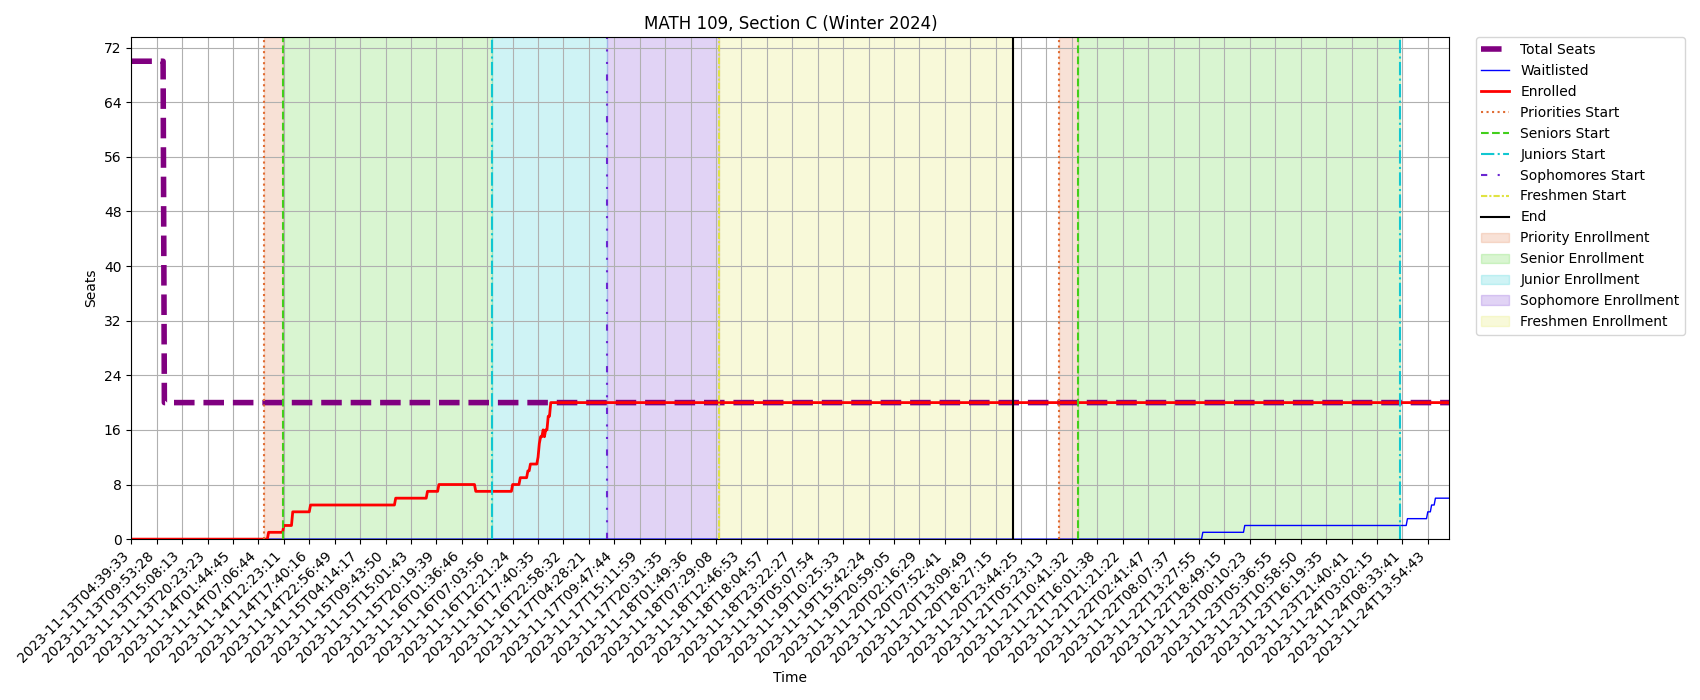 MATH 109, Section C (Winter 2024)
72
64
56
48
40
32
24
16
8
0
Seats
2023-11-13T04:39:33
2023-11-13T09:53:28
2023-11-13T15:08:13
2023-11-13T20:23:23
2023-11-14T01:44:45
2023-11-14T07:06:44
2023-11-14T12:23:11
2023-11-14T17:40:16
2023-11-14T22:56:49
2023-11-15T04:14:17
2023-11-15T09:43:50
2023-11-15T15:01:43
2023-11-15T20:19:39
2023-11-16T01:36:46
2023-11-16T07:03:56
2023-11-16T12:21:24
2023-11-16T17:40:35
2023-11-16T22:58:32
2023-11-17T04:28:21
2023-11-17T09:47:44
2023-11-17T15:11:59
2023-11-17T20:31:35
2023-11-18T01:49:36
2023-11-18T07:29:08
2023-11-18T12:46:53
2023-11-18T18:04:57
2023-11-18T23:22:27
2023-11-19T05:07:54
2023-11-19T10:25:33
2023-11-19T15:42:24
2023-11-19T20:59:05
2023-11-20T02:16:29
2023-11-20T07:52:41
2023-11-20T13:09:49
2023-11-20T18:27:15
2023-11-20T23:44:25
2023-11-21T05:23:13
2023-11-21T10:41:32
2023-11-21T16:01:38
2023-11-21T21:21:22
2023-11-22T02:41:47
2023-11-22T08:07:37
2023-11-22T13:27:55
2023-11-22T18:49:15
2023-11-23T00:10:23
2023-11-23T05:36:55
2023-11-23T10:58:50
2023-11-23T16:19:35
2023-11-23T21:40:41
2023-11-24T03:02:15
2023-11-24T08:33:41
2023-11-24T13:54:43
Time
Total Seats
Waitlisted
Enrolled
Priorities Start
Seniors Start
Juniors Start
Sophomores Start
Freshmen Start
End
Priority Enrollment
Senior Enrollment
Junior Enrollment
Sophomore Enrollment
Freshmen Enrollment